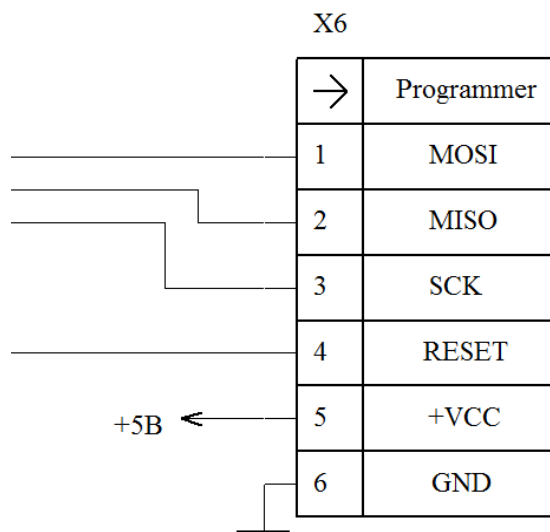 X6
Programmer
1 MOSI
2 MISO
3 SCK
4 RESET
+5В 5 +VCC
6 GND